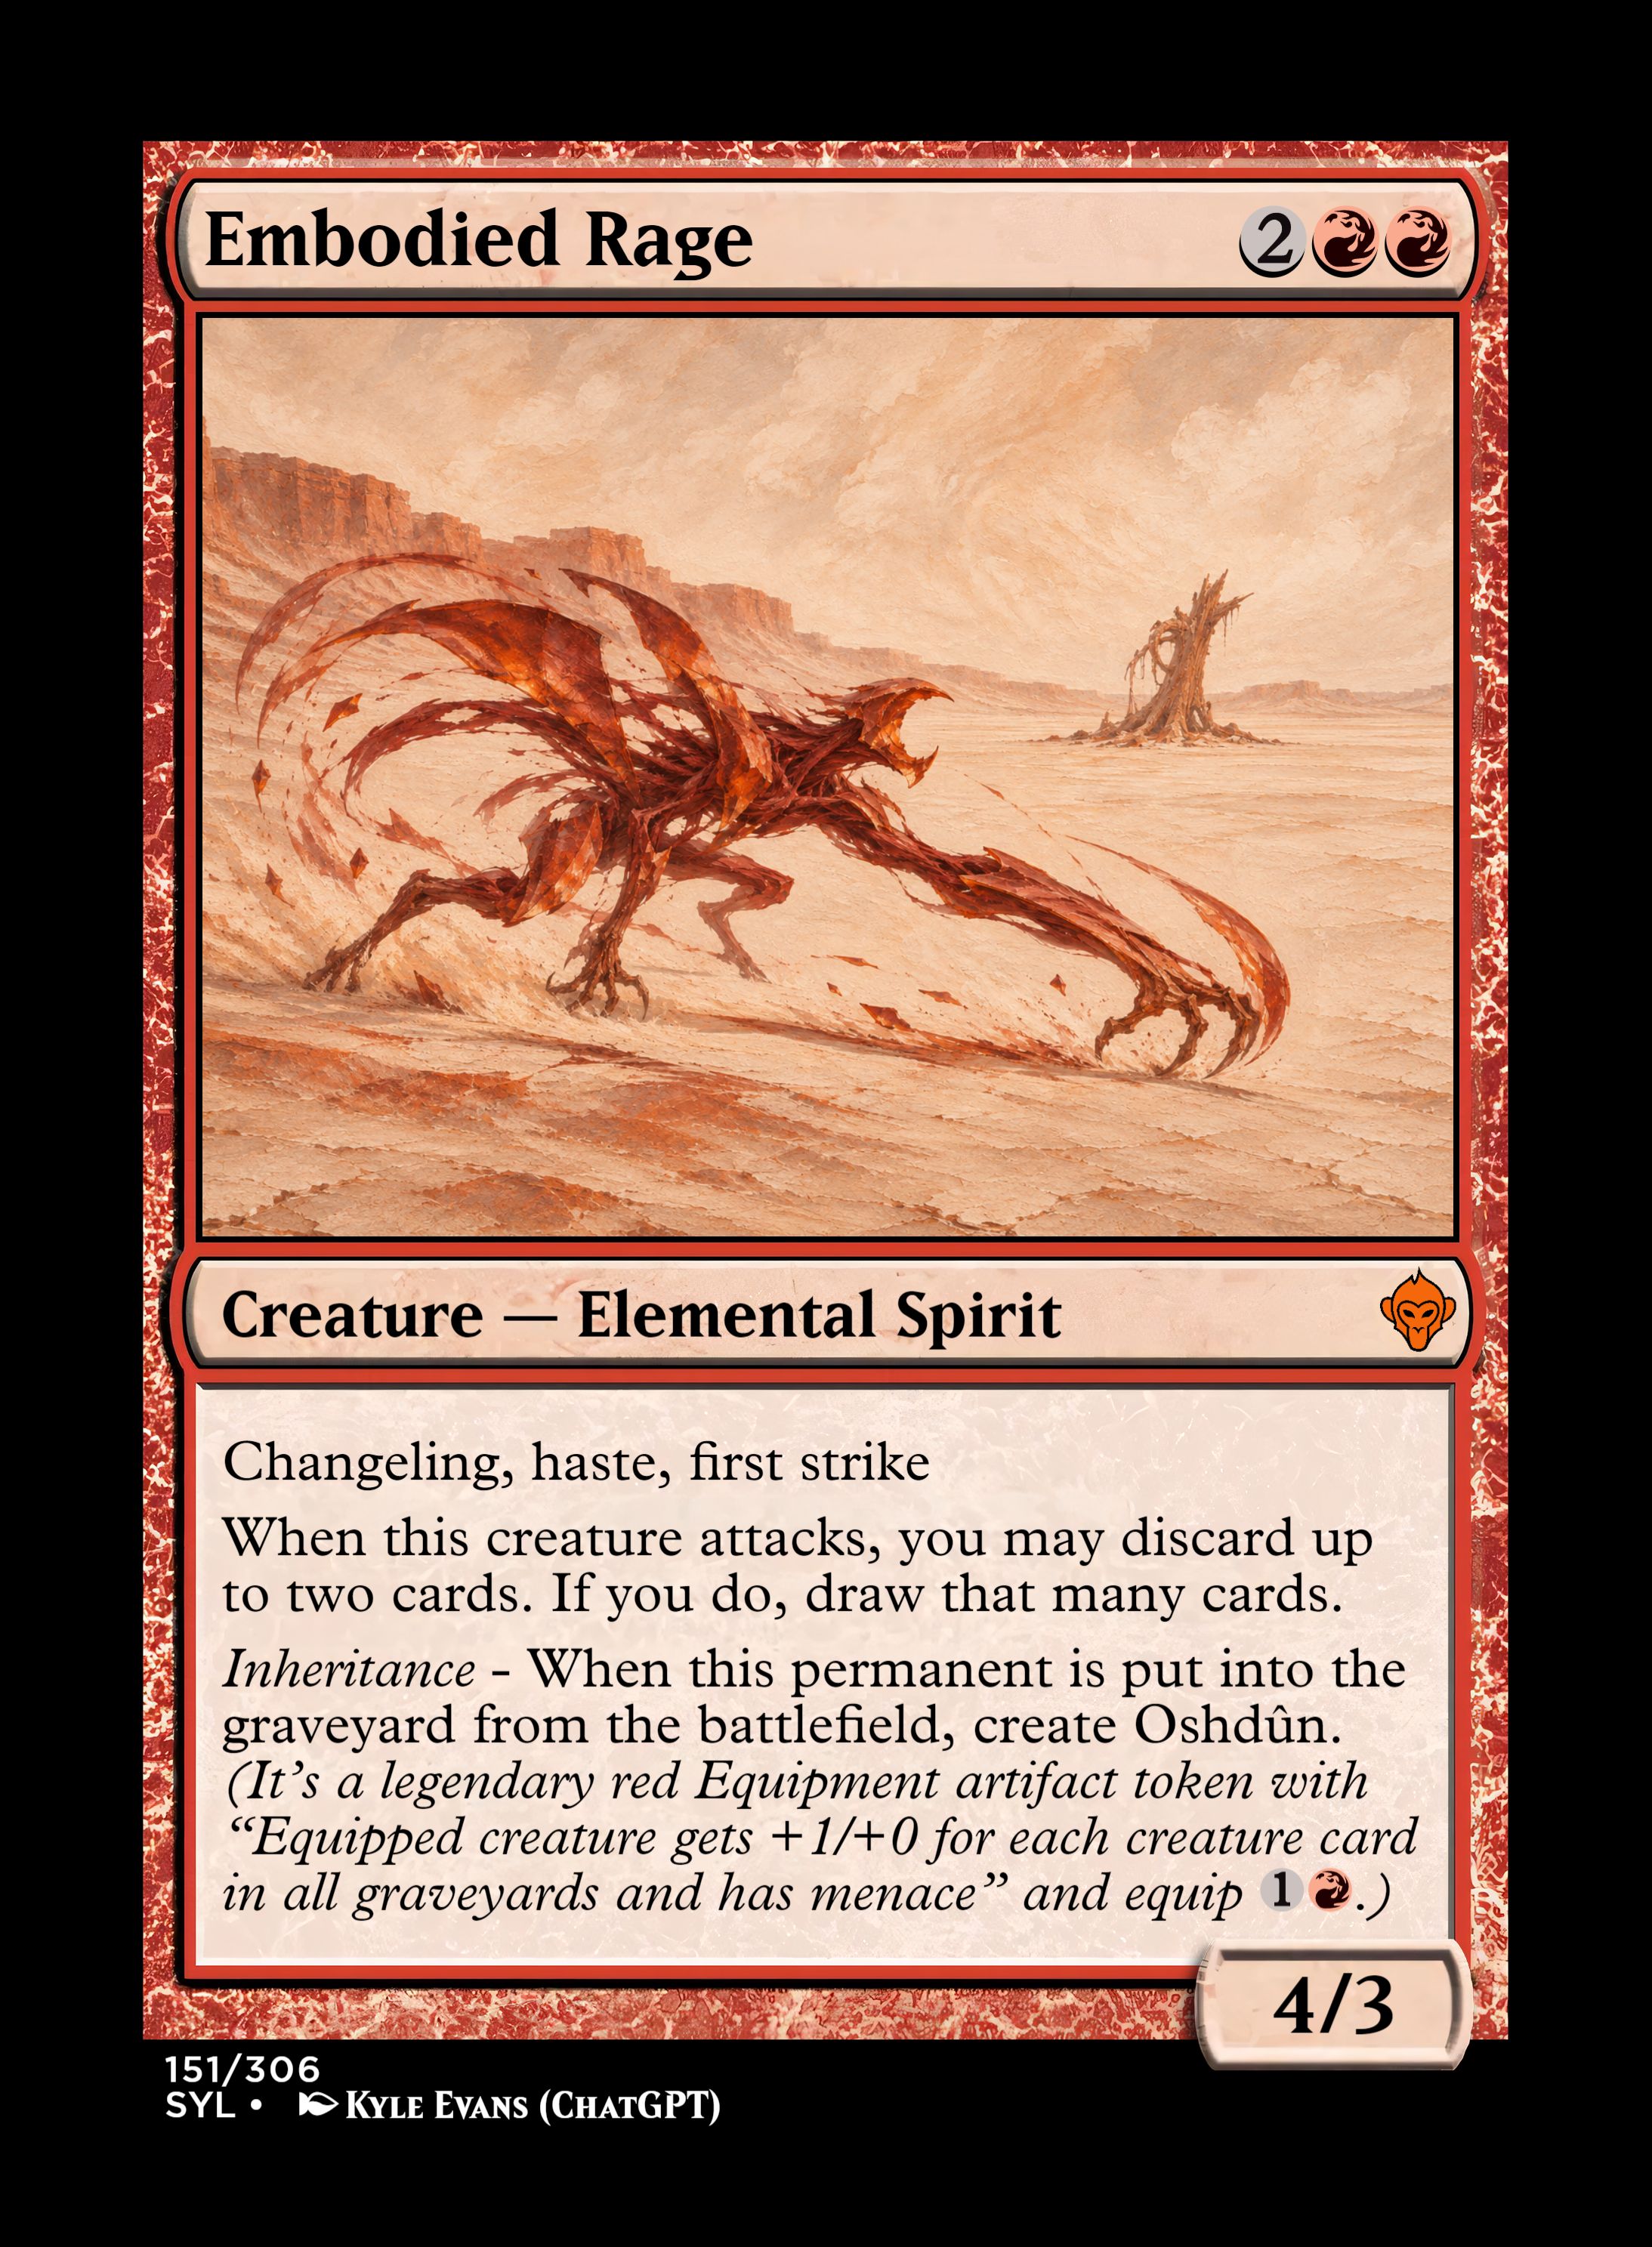 Embodied Rage 2
Creature — Elemental Spirit
Changeling, haste, first strike
When this creature attacks, you may discard up
to two cards. If you do, draw that many cards.
Inheritance - When this permanent is put into the
graveyard from the battlefield, create Oshdûn.
(It’s a legendary red Equipment artifact token with
“Equipped creature gets +1/+0 for each creature card
in all graveyards and has menace” and equip 1 .)
4/3
151/306
SYL • Kyle Evans (ChatGPT)